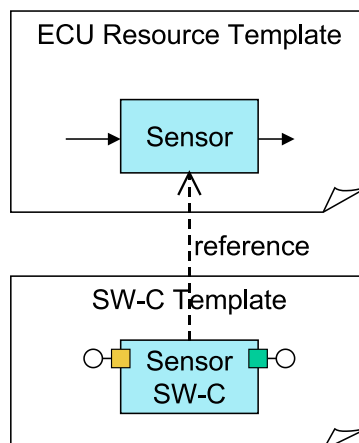 ECU Resource Template
Sensor
reference
SW-C Template
Sensor
SW-C